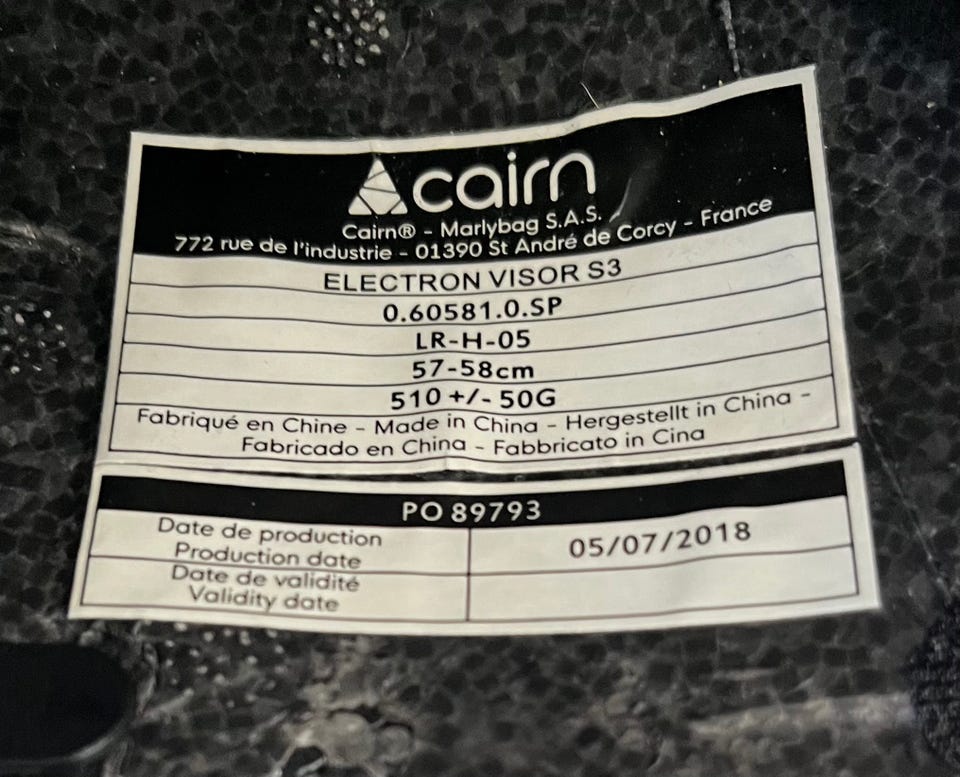 cairn
Cairn® - Marlybag S.A.S.
772 rue de l'industrie - 01390 St André de Corcy - France
ELECTRON VISOR S3
0.60581.0.SP
LR-H-05
57-58cm
510 +/- 50G
Fabriqué en Chine - Made in China - Hergestellt in China -
Fabricado en China - Fabbricato in Cina
PO 89793
Date de production
Production date
05/07/2018
Date de validité
Validity date